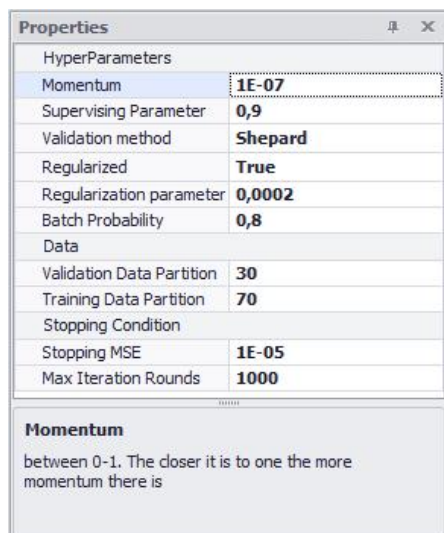 Properties
HyperParameters
Momentum 1E-07
Supervising Parameter 0,9
Validation method Shepard
Regularized True
Regularization parameter 0,0002
Batch Probability 0,8
Data
Validation Data Partition 30
Training Data Partition 70
Stopping Condition
Stopping MSE 1E-05
Max Iteration Rounds 1000
Momentum
between 0-1. The closer it is to one the more
momentum there is